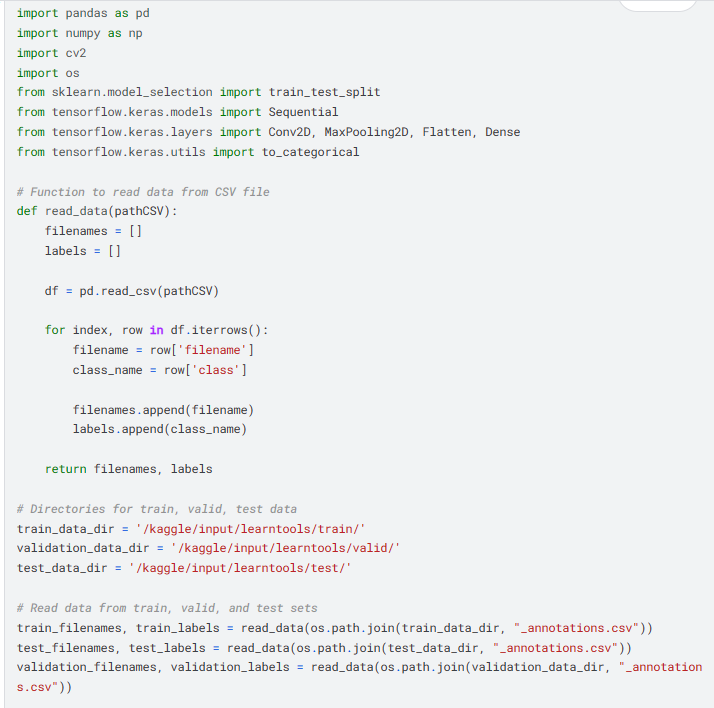 import pandas as pd
import numpy as np
import cv2
import os
from sklearn.model_selection import train_test_split
from tensorflow.keras.models import Sequential
from tensorflow.keras.layers import Conv2D, MaxPooling2D, Flatten, Dense
from tensorflow.keras.utils import to_categorical

# Function to read data from CSV file
def read_data(pathCSV):
    filenames = []
    labels = []

    df = pd.read_csv(pathCSV)

    for index, row in df.iterrows():
        filename = row['filename']
        class_name = row['class']

        filenames.append(filename)
        labels.append(class_name)

    return filenames, labels

# Directories for train, valid, test data
train_data_dir = '/kaggle/input/learntools/train/'
validation_data_dir = '/kaggle/input/learntools/valid/'
test_data_dir = '/kaggle/input/learntools/test/'

# Read data from train, valid, and test sets
train_filenames, train_labels = read_data(os.path.join(train_data_dir, "_annotations.csv"))
test_filenames, test_labels = read_data(os.path.join(test_data_dir, "_annotations.csv"))
validation_filenames, validation_labels = read_data(os.path.join(validation_data_dir, "_annotation
s.csv"))